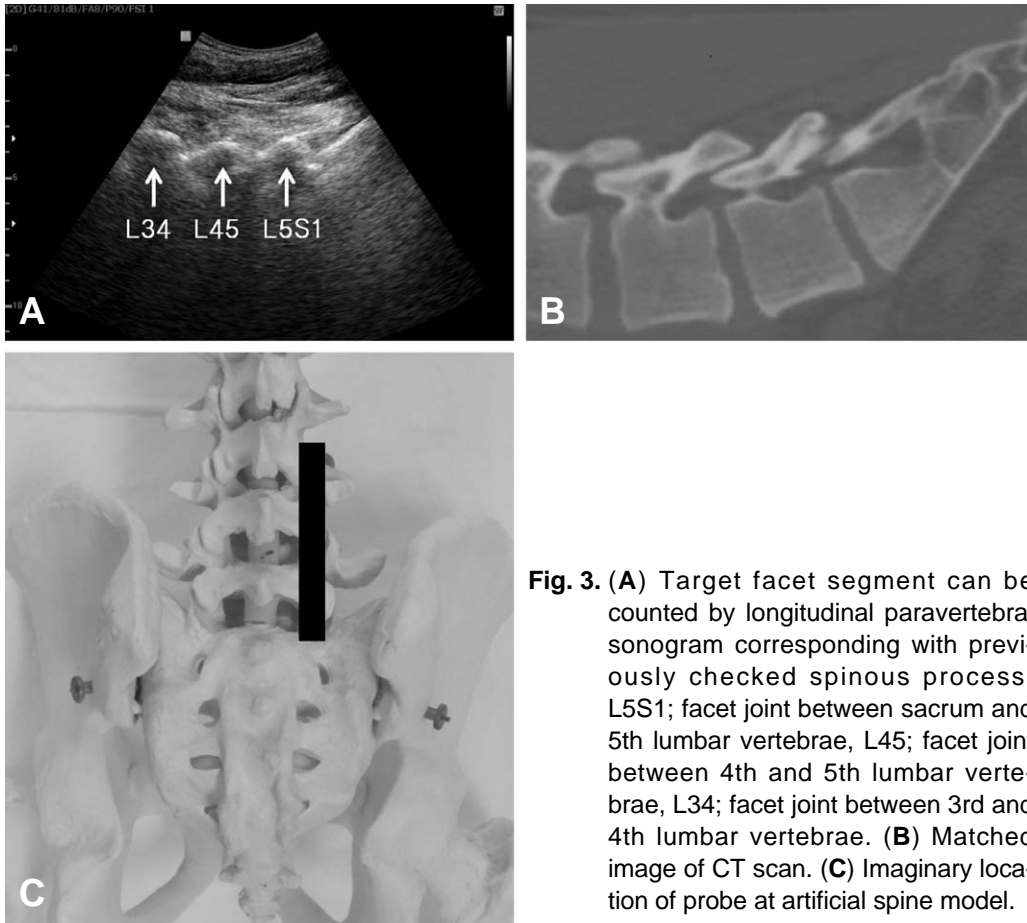 [2D] G41/81dB/FA8/P90/FSI 1
0
5
10
L34 L45 L5S1
A
B
C
Fig. 3. (A) Target facet segment can be
counted by longitudinal paravertebral
sonogram corresponding with previ-
ously checked spinous process.
L5S1; facet joint between sacrum and
5th lumbar vertebrae, L45; facet joint
between 4th and 5th lumbar verte-
brae, L34; facet joint between 3rd and
4th lumbar vertebrae. (B) Matched
image of CT scan. (C) Imaginary loca-
tion of probe at artificial spine model.